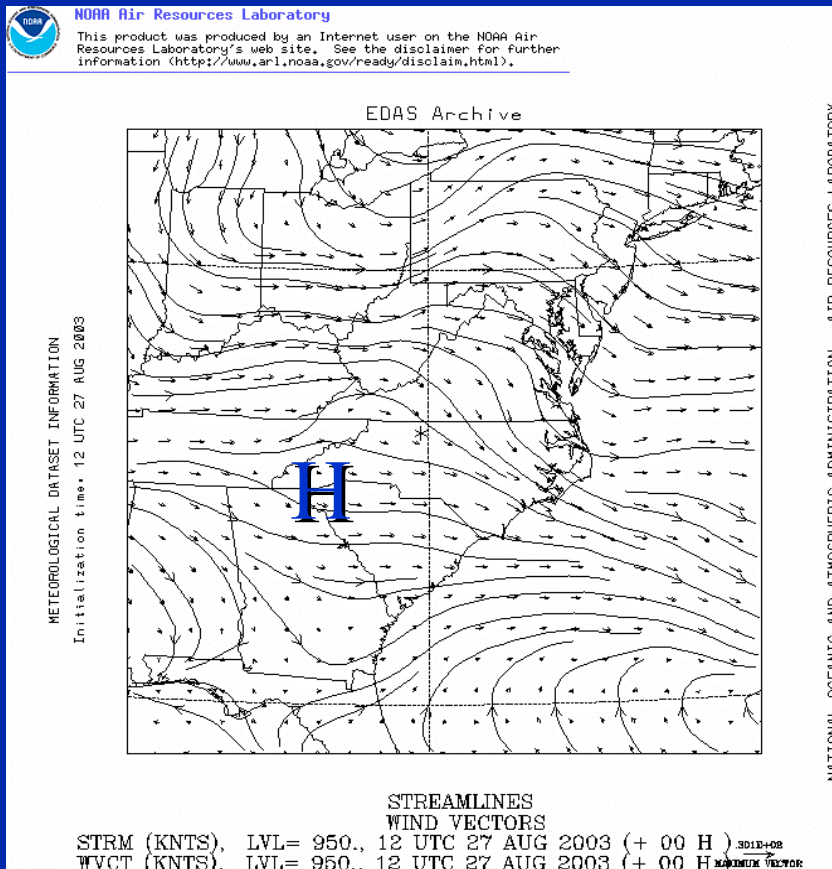 NOAA
NOAA Air Resources Laboratory
This product was produced by an Internet user on the NOAA Air
Resources Laboratory's web site. See the disclaimer for further
information (http://www.arl.noaa.gov/ready/disclaim.html).
EDAS Archive
METEOROLOGICAL DATASET INFORMATION
Initialization time: 12 UTC 27 AUG 2003
H
NATIONAL OCEANIC AND ATMOSPHERIC ADMINISTRATION AIR RESOURCES LABORATORY
STREAMLINES
WIND VECTORS
STRM (KNTS), LVL= 950., 12 UTC 27 AUG 2003 (+ 00 H ) .301E+02
WVCT (KNTS), LVL= 950., 12 UTC 27 AUG 2003 (+ 00 H MAXIMUM VECTOR